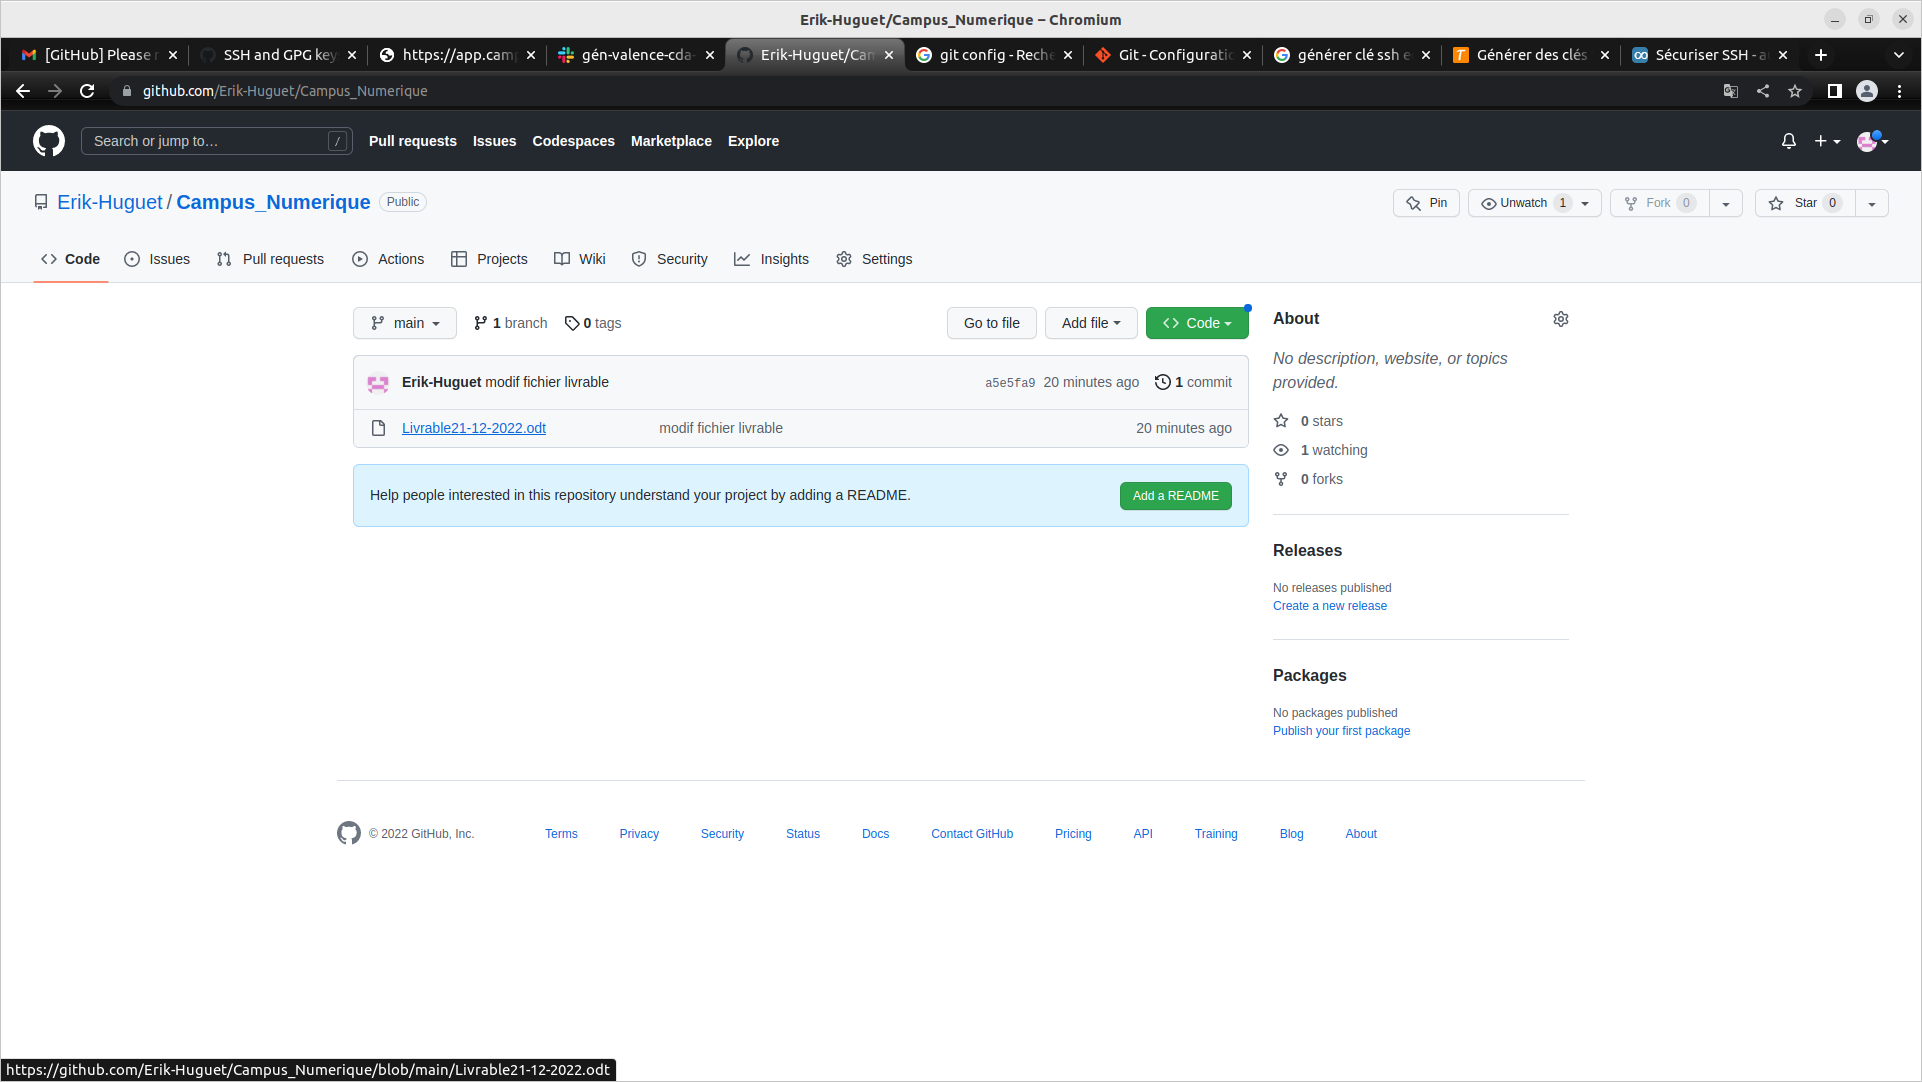 Erik-Huguet/Campus_Numerique – Chromium
[GitHub] Please
SSH and GPG key
https://app.camp
gén-valence-cda-
Erik-Huguet/Cam
git config - Reche
Git - Configuratio
générer clé ssh e
Générer des clés
Sécuriser SSH - a
github.com/Erik-Huguet/Campus_Numerique
Search or jump to…
/
Pull requests
Issues
Codespaces
Marketplace
Explore
Erik-Huguet / Campus_Numerique
Public
Pin
Unwatch 1
Fork 0
Star 0
Code
Issues
Pull requests
Actions
Projects
Wiki
Security
Insights
Settings
main
1 branch
0 tags
Go to file
Add file
Code
Erik-Huguet modif fichier livrable
a5e5fa9 20 minutes ago
1 commit
Livrable21-12-2022.odt
modif fichier livrable
20 minutes ago
Help people interested in this repository understand your project by adding a README.
Add a README
About
No description, website, or topics
provided.
0 stars
1 watching
0 forks
Releases
No releases published
Create a new release
Packages
No packages published
Publish your first package
© 2022 GitHub, Inc.
Terms
Privacy
Security
Status
Docs
Contact GitHub
Pricing
API
Training
Blog
About
https://github.com/Erik-Huguet/Campus_Numerique/blob/main/Livrable21-12-2022.odt